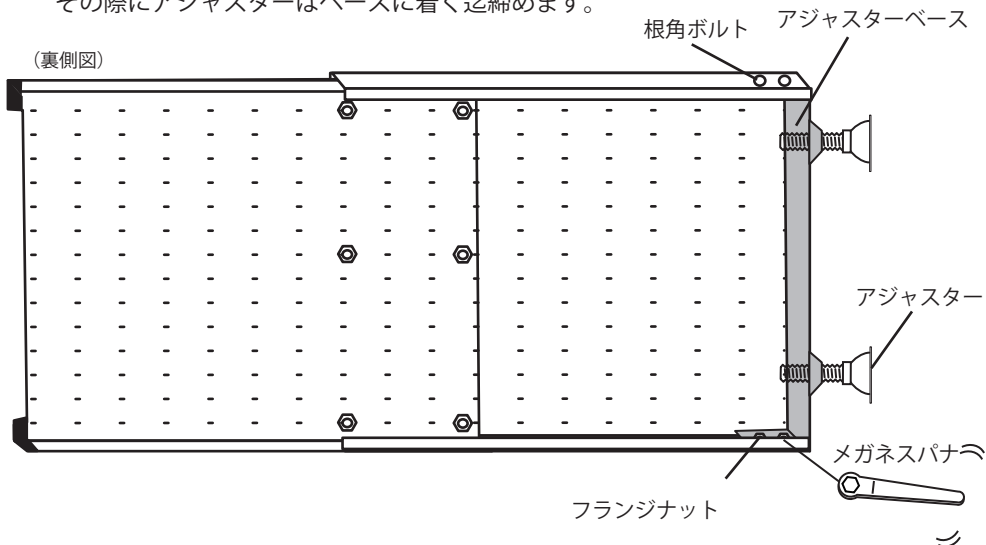 その際にアジャスターはベースに着く迄締めます。
根角ボルト
アジャスターベース
（裏側図）
アジャスター
メガネスパナ
フランジナット